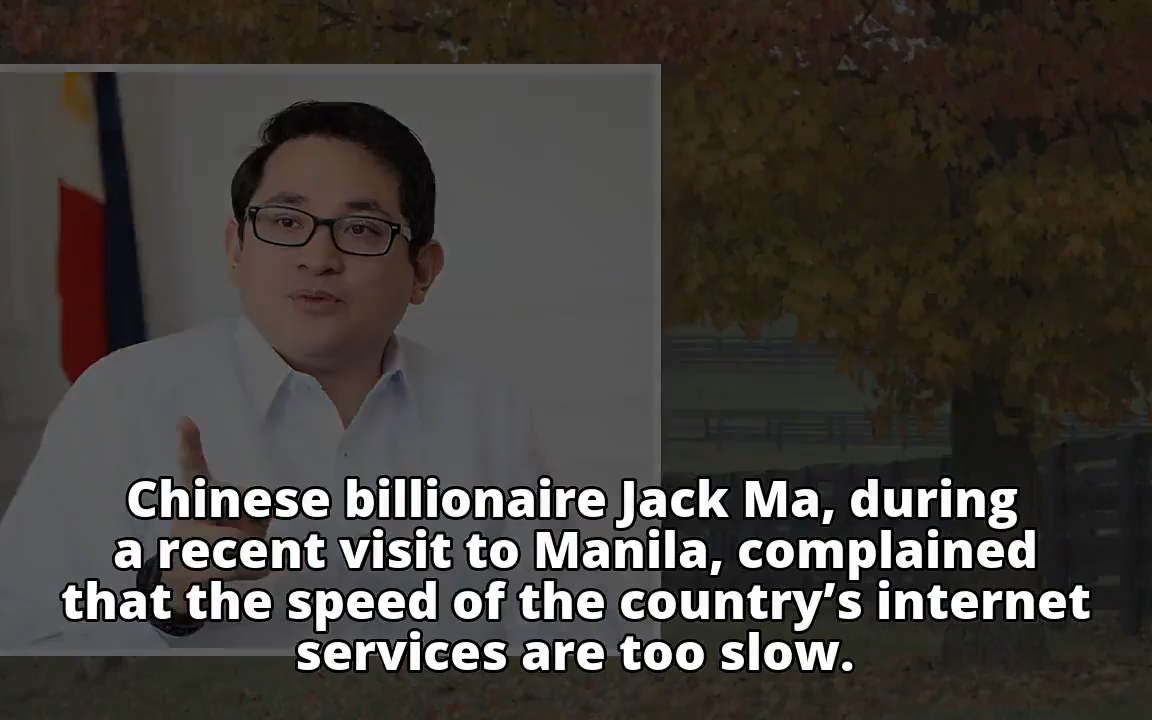 Chinese billionaire Jack Ma, during
a recent visit to Manila, complained
that the speed of the country’s internet
services are too slow.